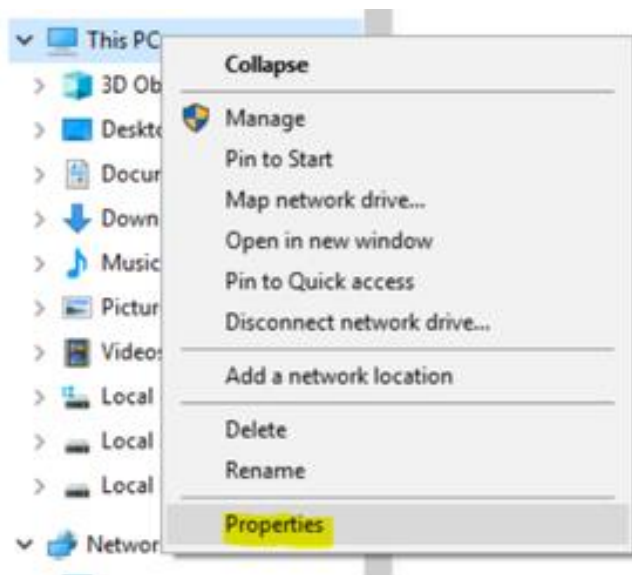 This PC
3D Ob
Deskto
Docur
Down
Music
Pictur
Videos
Local
Local
Local
Networ
Collapse
Manage
Pin to Start
Map network drive...
Open in new window
Pin to Quick access
Disconnect network drive...
Add a network location
Delete
Rename
Properties